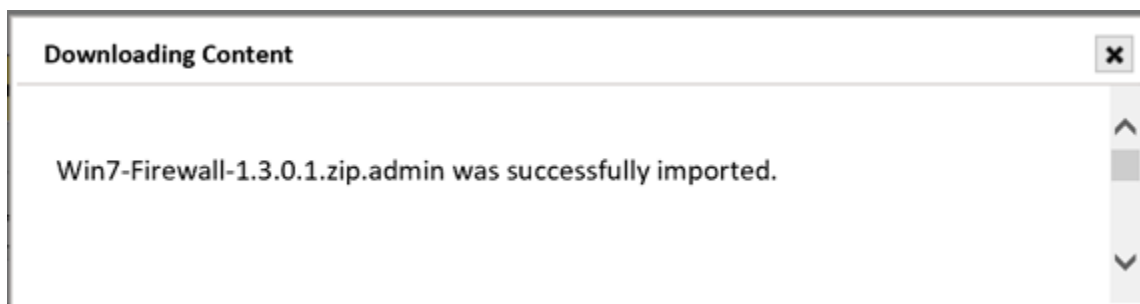 Downloading Content
Win7-Firewall-1.3.0.1.zip.admin was successfully imported.